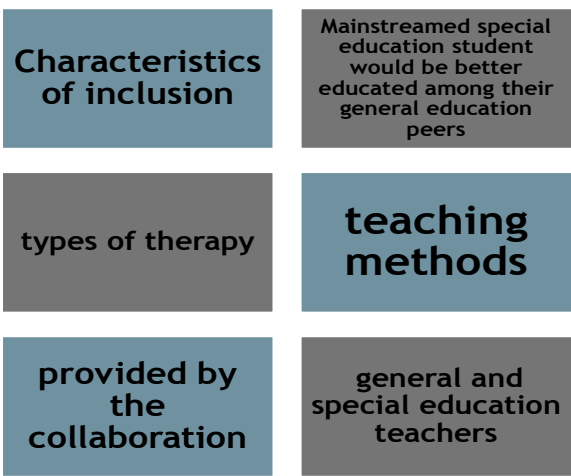 Characteristics
of inclusion
Mainstreamed special
education student
would be better
educated among their
general education
peers
types of therapy
teaching
methods
provided by
the
collaboration
general and
special education
teachers